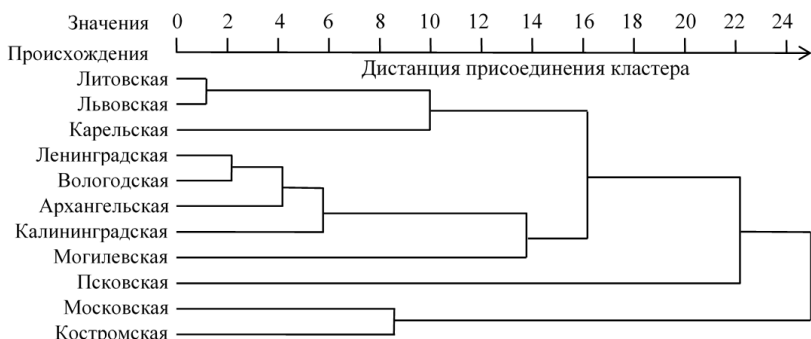 Значения 0 2 4 6 8 10 12 14 16 18 20 22 24
Происхождения
Дистанция присоединения кластера
Литовская
Львовская
Карельская
Ленинградская
Вологодская
Архангельская
Калининградская
Могилевская
Псковская
Московская
Костромская